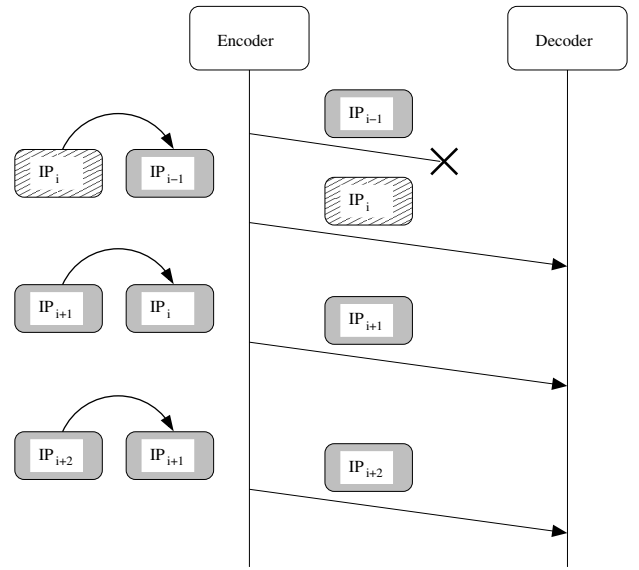 Encoder Decoder
IP i−1
IP i IP i−1
IP i
IP i+1 IP i IP i+1
IP i+2 IP i+1 IP i+2